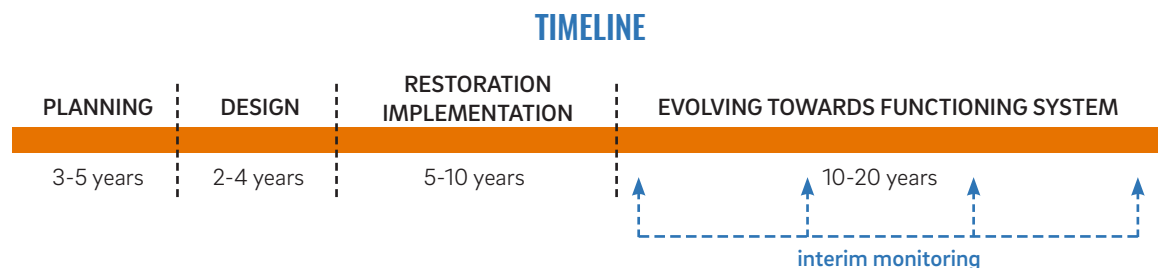 TIMELINE
PLANNING
DESIGN
RESTORATION
IMPLEMENTATION
EVOLVING TOWARDS FUNCTIONING SYSTEM
3-5 years
2-4 years
5-10 years
10-20 years
interim monitoring